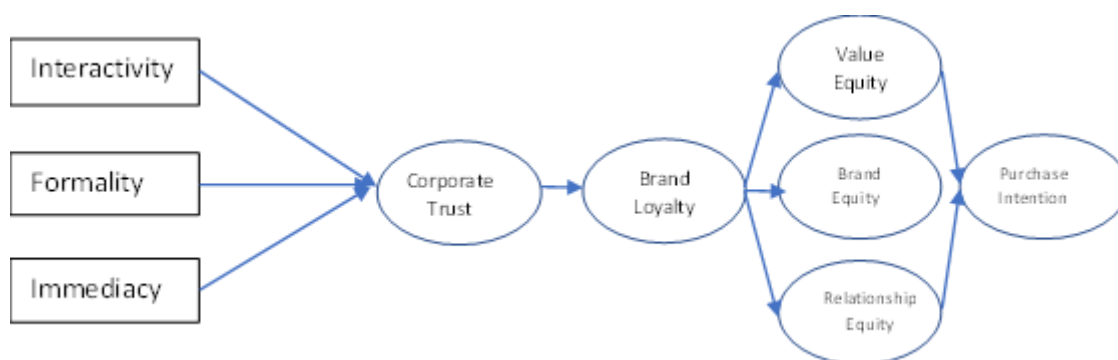 Interactivity
Formality
Immediacy
Corporate
Trust
Brand
Loyalty
Value
Equity
Brand
Equity
Relationship
Equity
Purchase
Intention